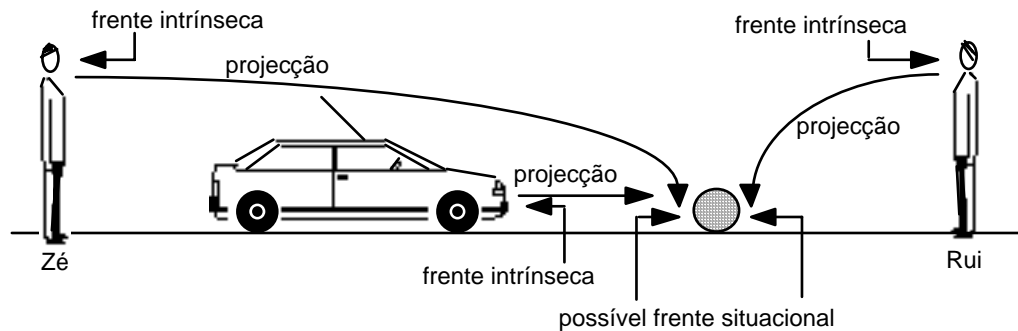 frente intrínseca
frente intrínseca
projecção
projecção
projecção
Zé
Rui
frente intrínseca
possível frente situacional